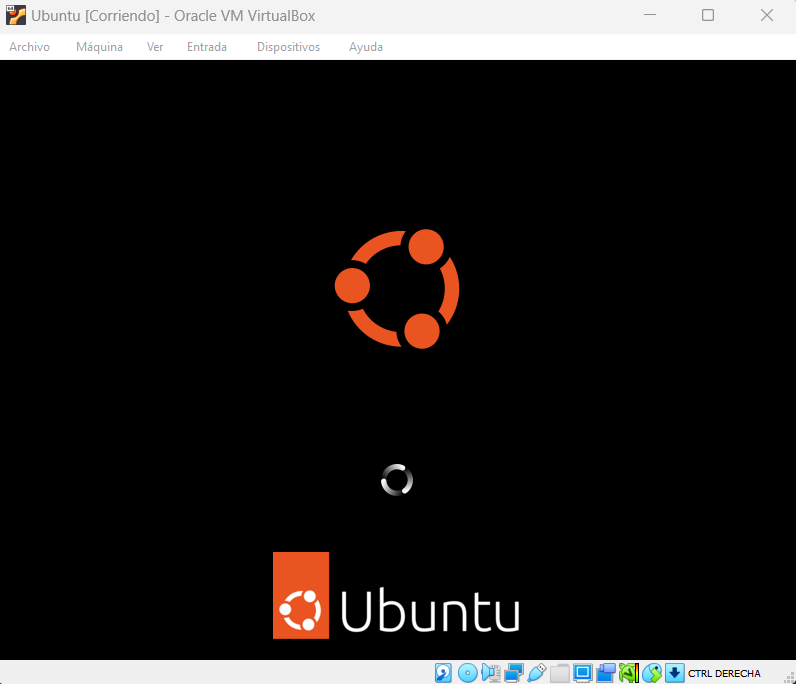 Ubuntu [Corriendo] - Oracle VM VirtualBox
Archivo Máquina Ver Entrada Dispositivos Ayuda
Ubuntu
CTRL DERECHA